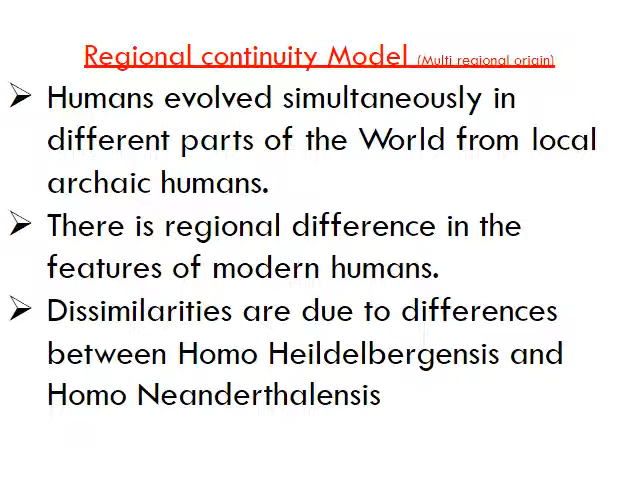 Regional continuity Model (Multi regional origin)
➢ Humans evolved simultaneously in
different parts of the World from local
archaic humans.
➢ There is regional difference in the
features of modern humans.
➢ Dissimilarities are due to differences
between Homo Heildelbergensis and
Homo Neanderthalensis